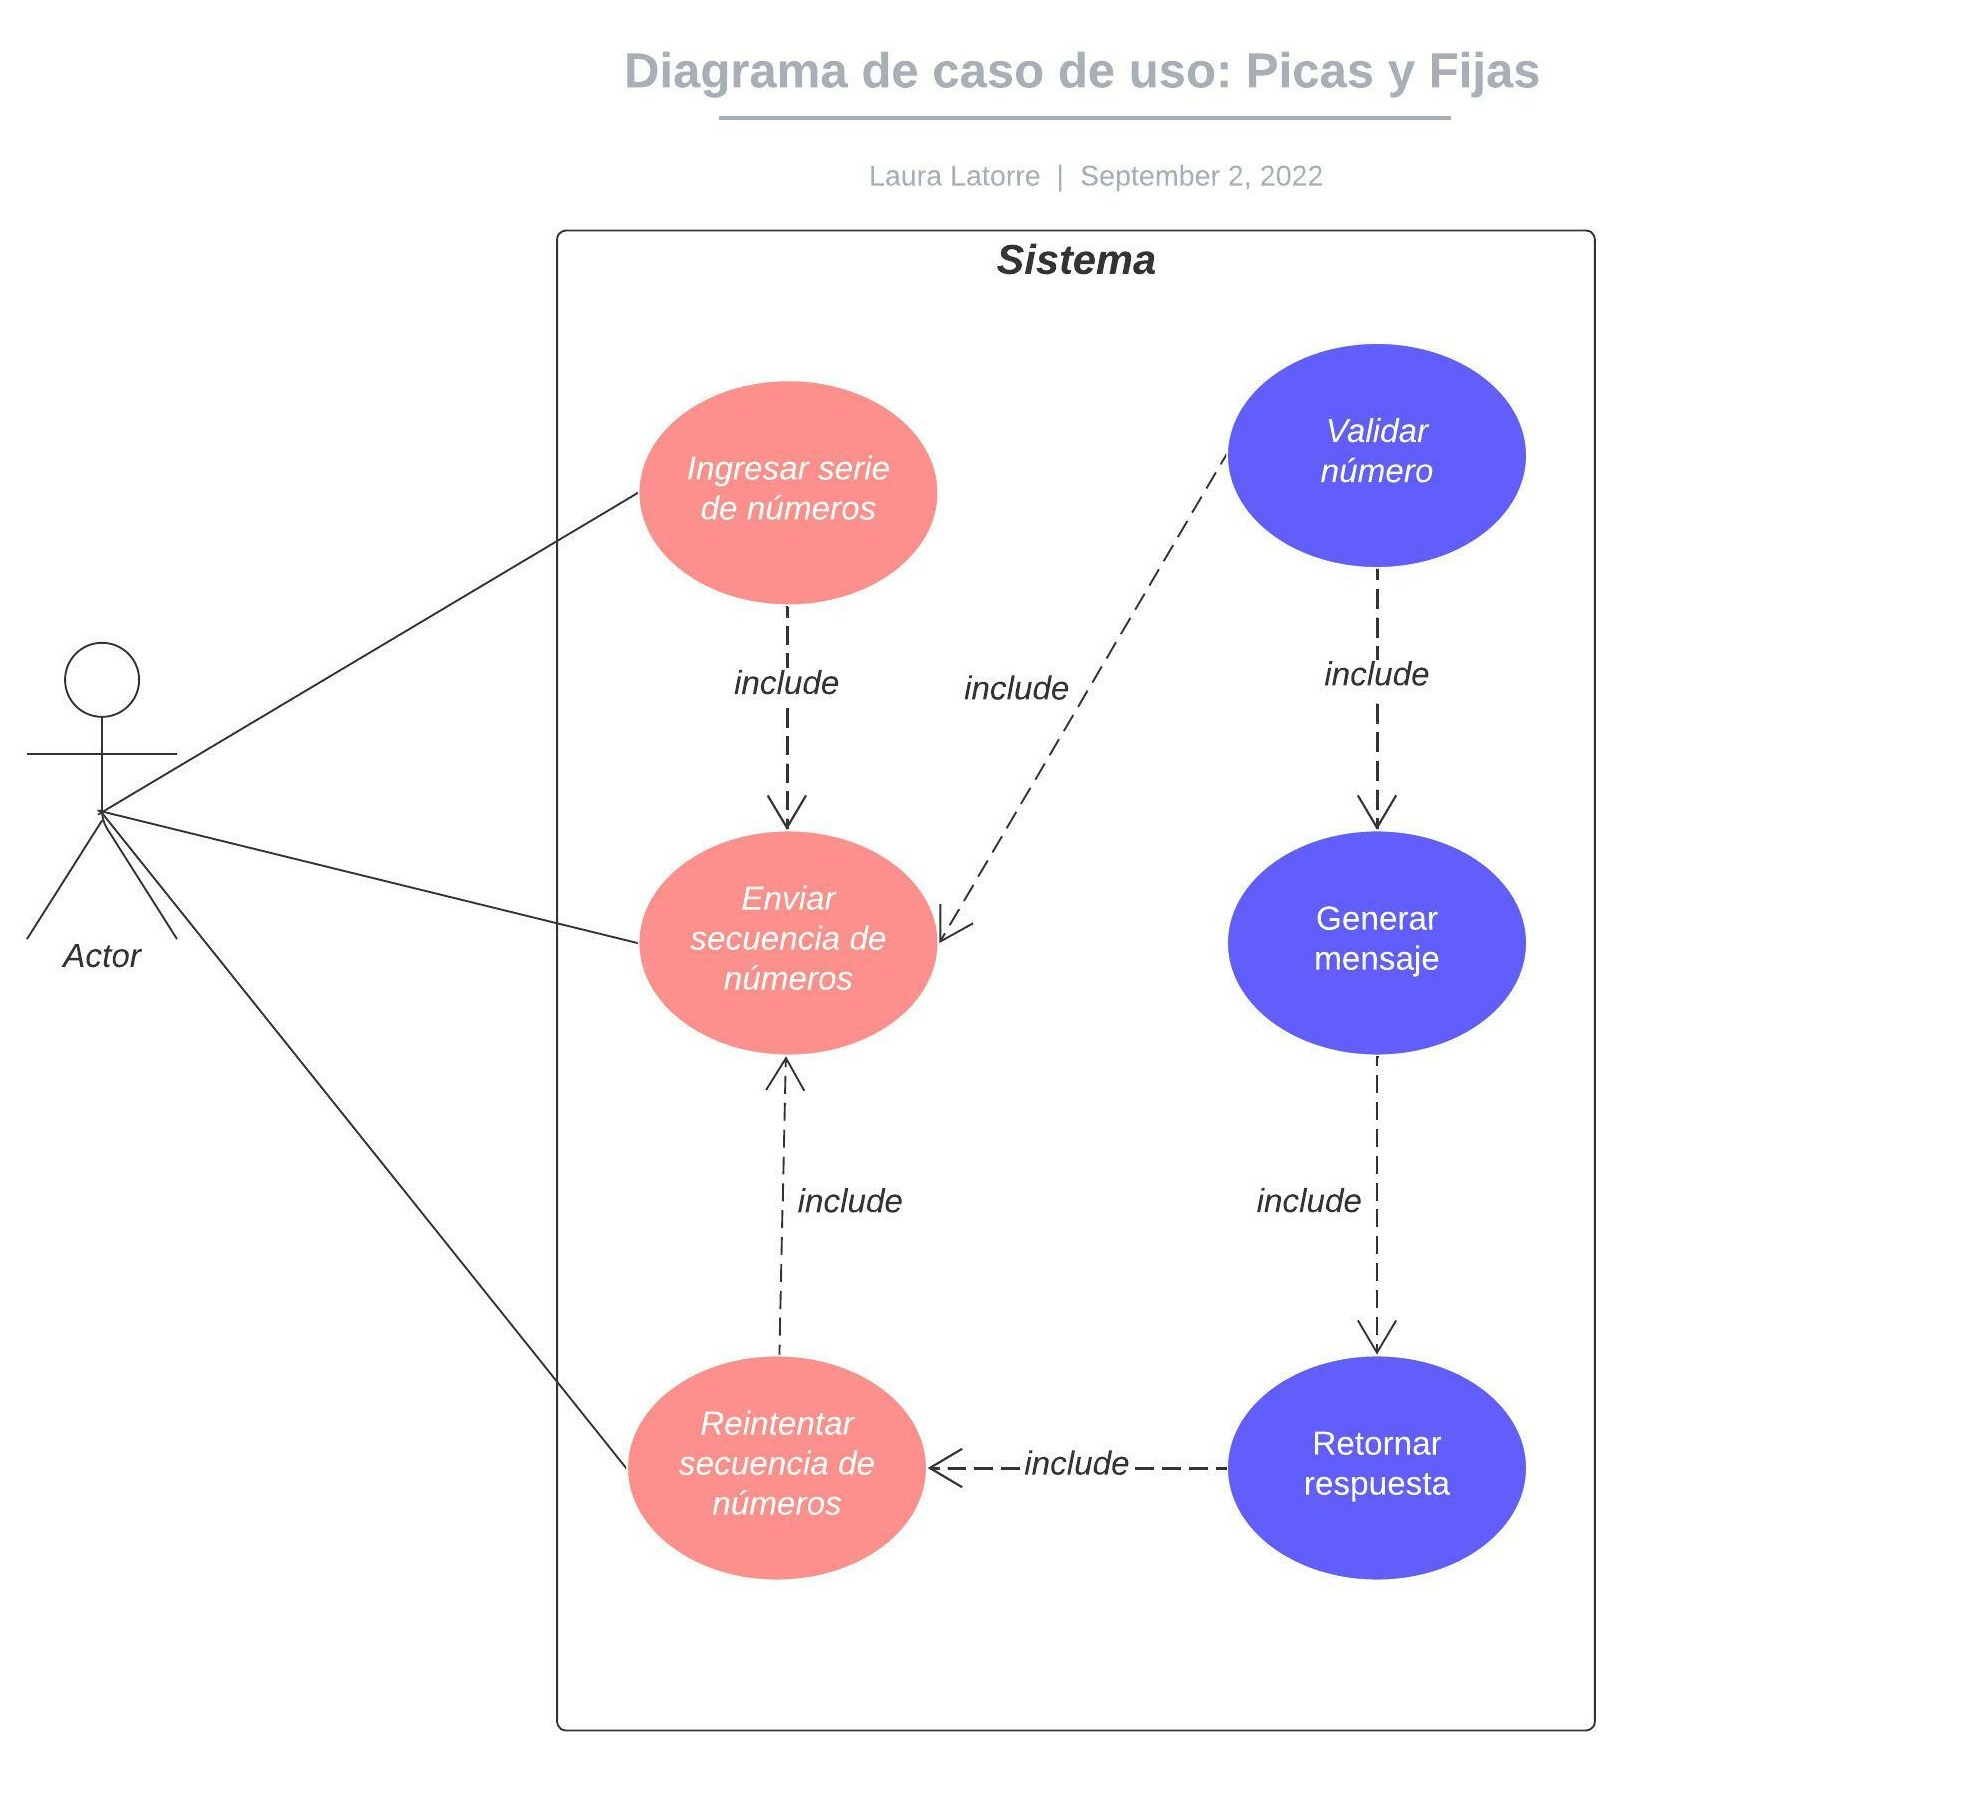 Diagrama de caso de uso: Picas y Fijas
Laura Latorre | September 2, 2022
Sistema
Ingresar serie
de números
Validar
número
include
include
include
Actor
Enviar
secuencia de
números
Generar
mensaje
include
include
Reintentar
secuencia de
números
include
Retornar
respuesta